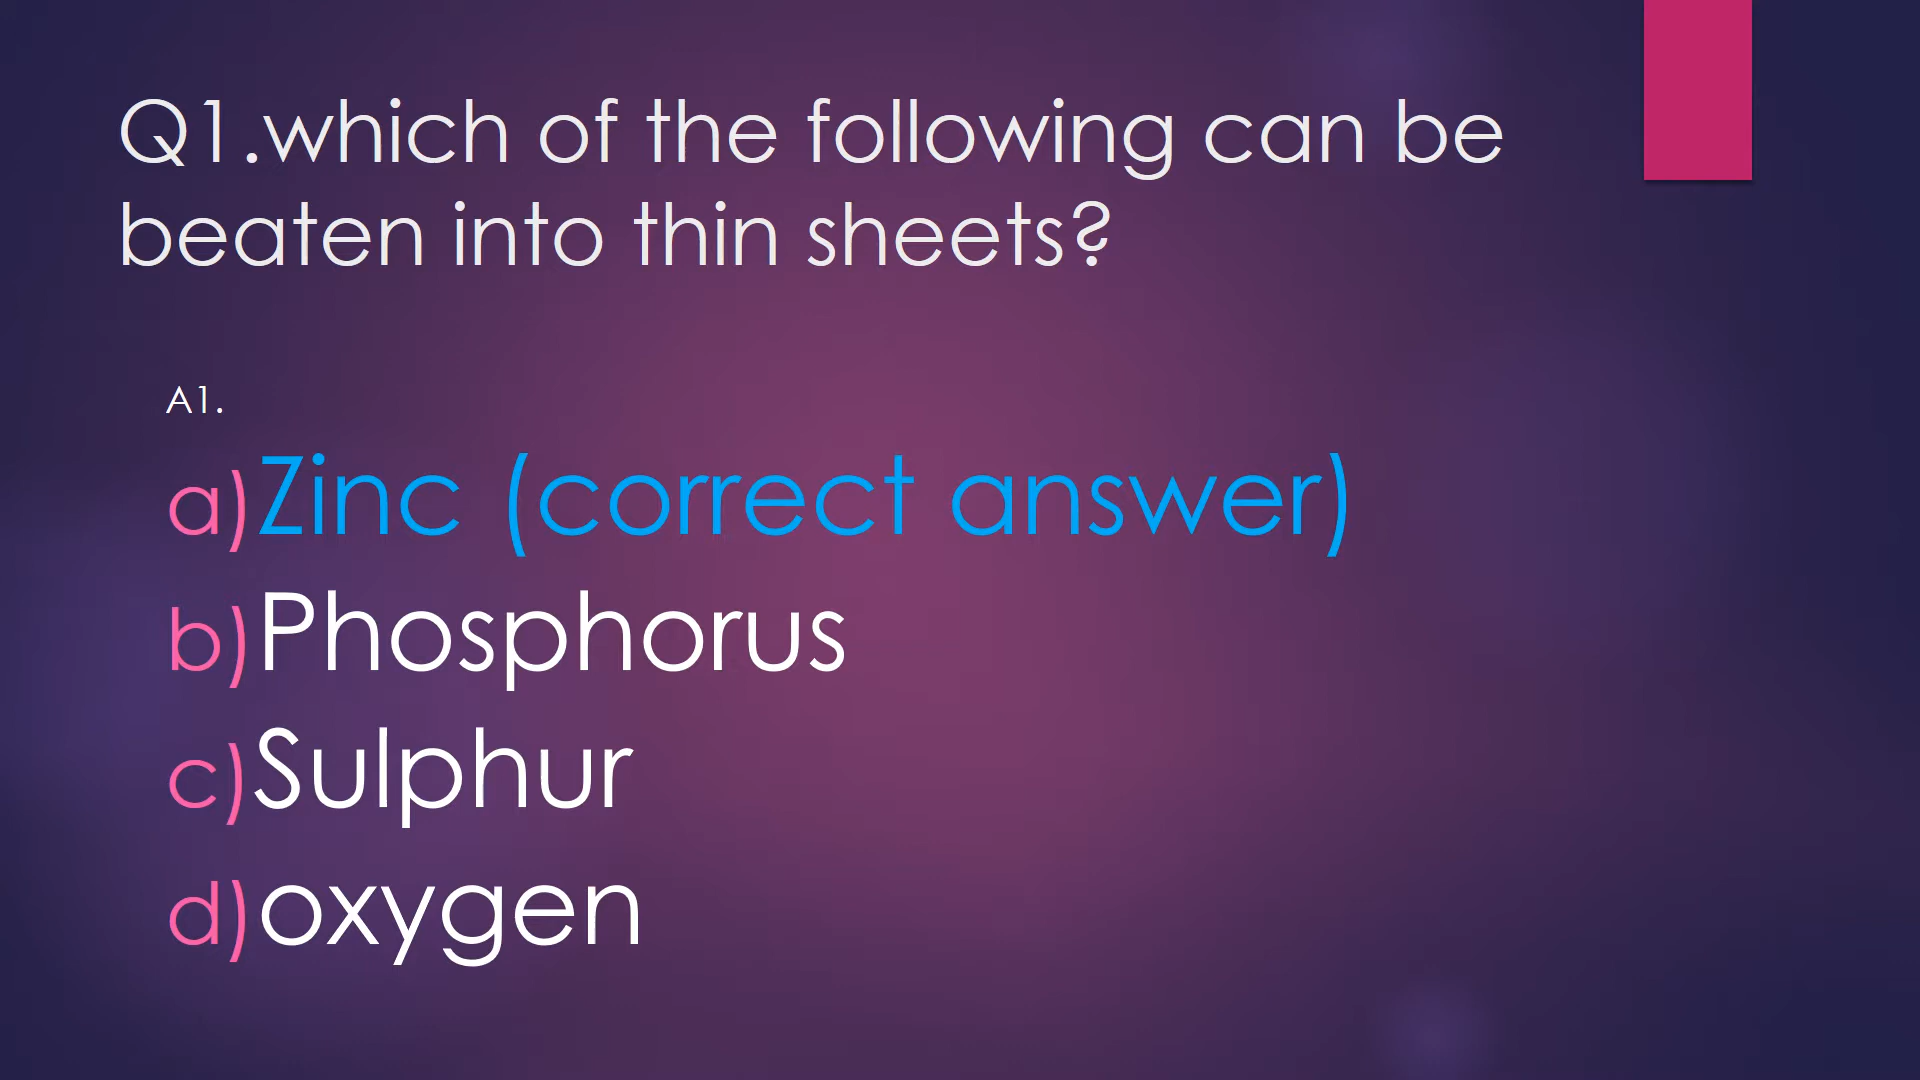 Q1.which of the following can be
beaten into thin sheets?
A1.
a)Zinc (correct answer)
b)Phosphorus
c)Sulphur
d)oxygen